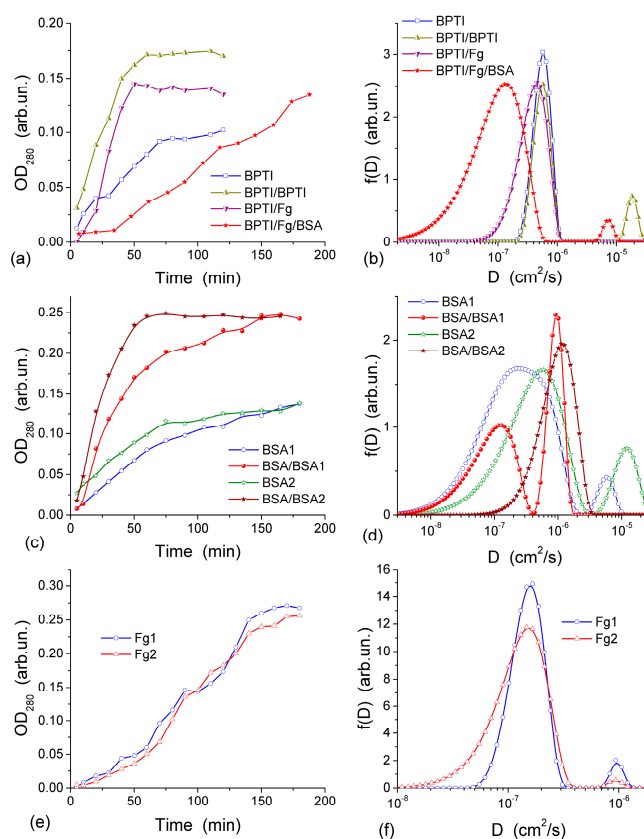 OD280 (arb.un.)
0.20
0.15
0.10
0.05
0.00
BPTI
BPTI/BPTI
BPTI/Fg
BPTI/Fg/BSA
0 50 100 150 200
(a) Time (min)
f(D) (arb.un.)
3
2
1
0
BPTI
BPTI/BPTI
BPTI/Fg
BPTI/Fg/BSA
10-8 10-7 10-6 10-5
(b) D (cm2/s)
OD280 (arb.un.)
0.25
0.20
0.15
0.10
0.05
0.00
BSA1
BSA/BSA1
BSA2
BSA/BSA2
0 50 100 150 200
(c) Time (min)
f(D) (arb.un.)
2
1
0
BSA1
BSA/BSA1
BSA2
BSA/BSA2
10-8 10-7 10-6 10-5
(d) D (cm2/s)
OD280 (arb.un.)
0.30
0.25
0.20
0.15
0.10
0.05
0.00
Fg1
Fg2
0 50 100 150 200
(e) Time (min)
f(D) (arb.un.)
16
14
12
10
8
6
4
2
0
Fg1
Fg2
10-8 10-7 10-6
D (cm2/s) (f)